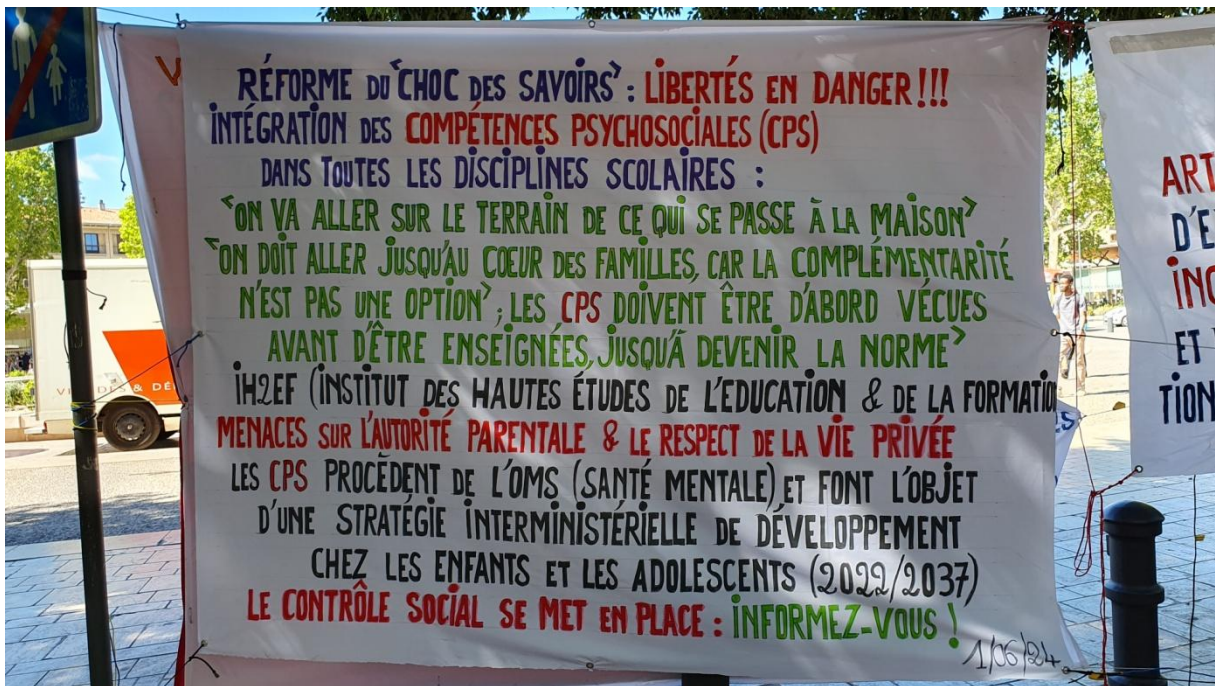 RÉFORME DU "CHOC DES SAVOIRS" : LIBERTÉS EN DANGER !!!
INTÉGRATION DES COMPÉTENCES PSYCHOSOCIALES (CPS)
DANS TOUTES LES DISCIPLINES SCOLAIRES :
"ON VA ALLER SUR LE TERRAIN DE CE QUI SE PASSE À LA MAISON"
"ON DOIT ALLER JUSQU'AU COEUR DES FAMILLES, CAR LA COMPLÉMENTARITÉ
N'EST PAS UNE OPTION" ; LES CPS DOIVENT ÊTRE D'ABORD VÉCUES
AVANT D'ÊTRE ENSEIGNÉES, JUSQU'À DEVENIR LA NORME"
IH2EF (INSTITUT DES HAUTES ÉTUDES DE L'EDUCATION & DE LA FORMATION
MENACES SUR L'AUTORITÉ PARENTALE & LE RESPECT DE LA VIE PRIVÉE
LES CPS PROCÈDENT DE L'OMS (SANTÉ MENTALE) ET FONT L'OBJET
D'UNE STRATÉGIE INTERMINISTÉRIELLE DE DÉVELOPPEMENT
CHEZ LES ENFANTS ET LES ADOLESCENTS (2022/2037)
LE CONTRÔLE SOCIAL SE MET EN PLACE : INFORMEZ-VOUS !
1/06/24
ART
D'E
ET
TION